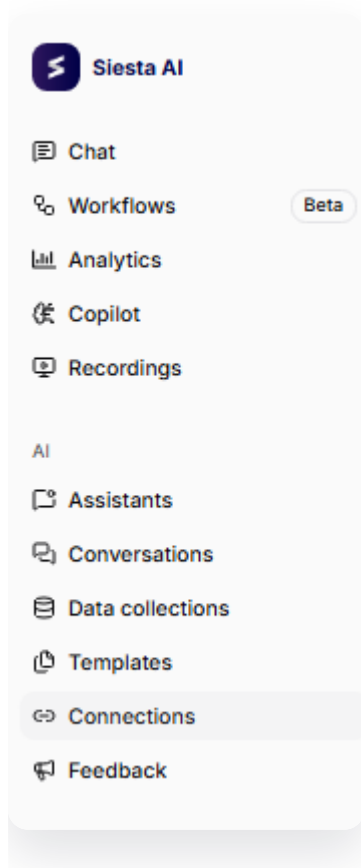 Siesta AI
Chat
Workflows Beta
Analytics
Copilot
Recordings
AI
Assistants
Conversations
Data collections
Templates
Connections
Feedback